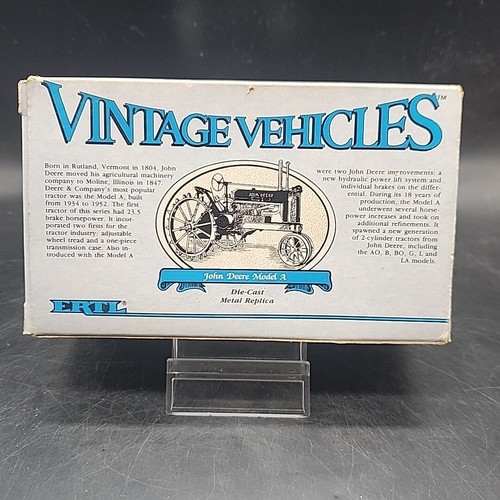 VINTAGE VEHICLES™
Born in Rutland, Vermont in 1804, John
Deere moved his agricultural machinery
company to Moline, Illinois in 1847.
Deere & Company's most popular
tractor was the Model A; built
from 1934 to 1952. The first
tractor of this series had 23.5
brake horsepower. It incor-
porated two firsts for the
tractor industry: adjustable
wheel tread and a one-piece
transmission case. Also in-
troduced with the Model A
were two John Deere improvements: a
new hydraulic power lift system and
individual brakes on the differ-
ential. During its 18 years of
production, the Model A
underwent several horse-
power increases and took on
additional refinements. It
spawned a new generation
of 2-cylinder tractors from
John Deere, including
the AO, B, BO, G, L and
LA models.
JOHN DEERE
John Deere Model A
Die-Cast
Metal Replica
ERTL®